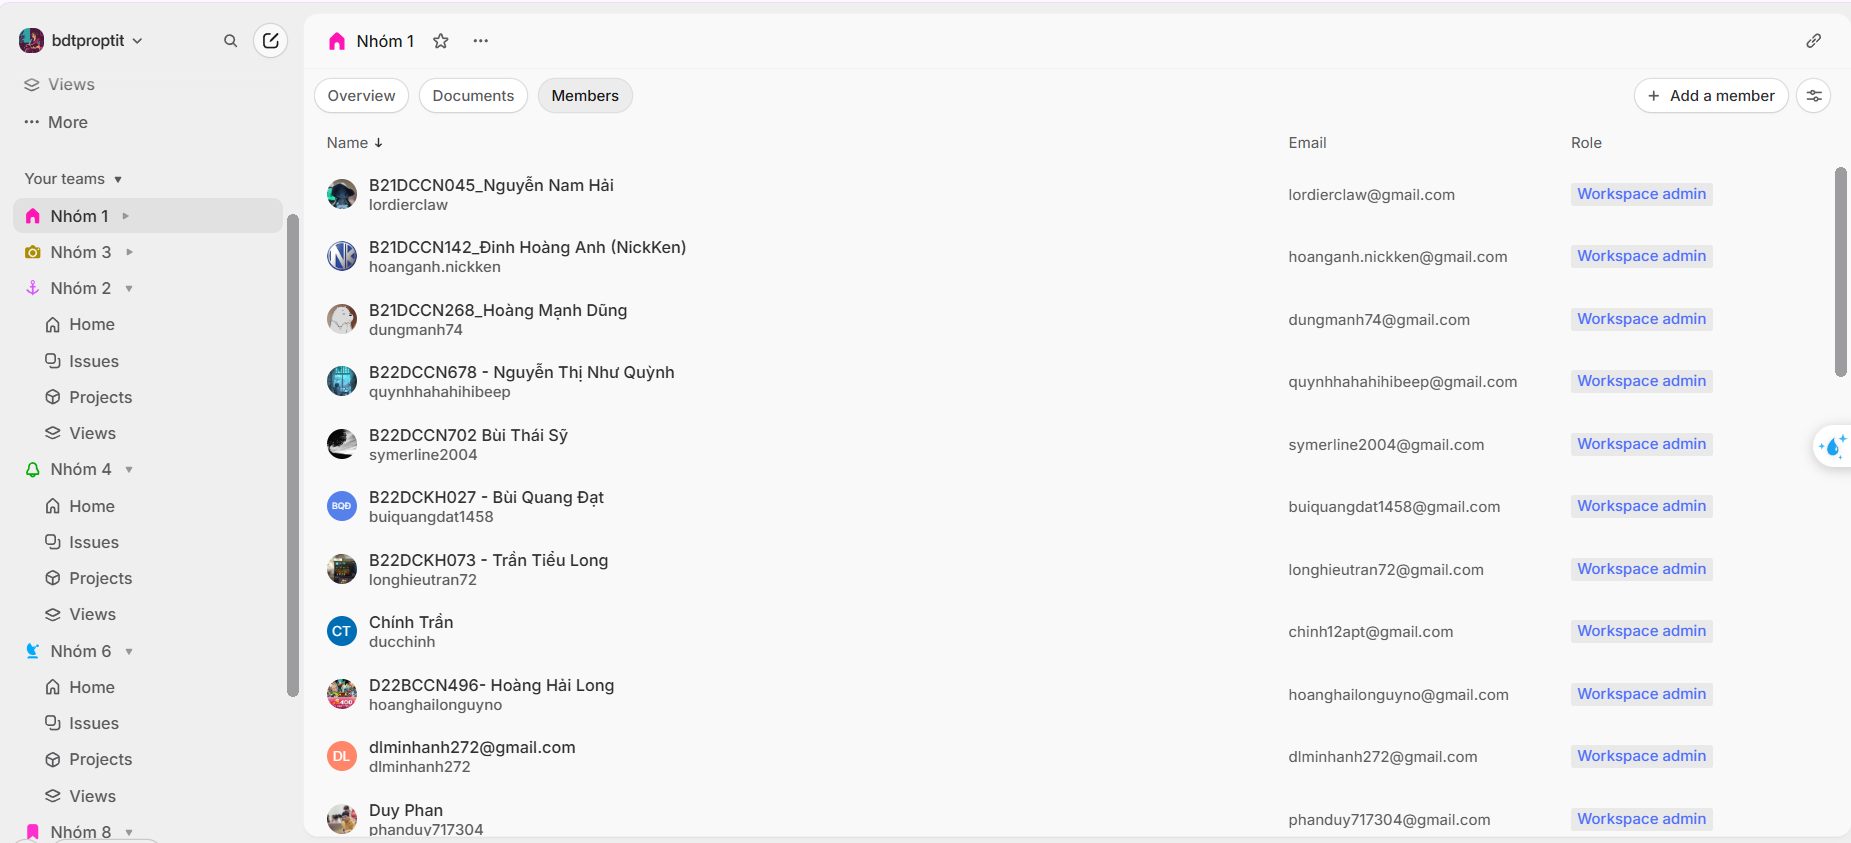 bdtproptit
Views
More
Your teams
Nhóm 1
Nhóm 3
Nhóm 2
Home
Issues
Projects
Views
Nhóm 4
Home
Issues
Projects
Views
Nhóm 6
Home
Issues
Projects
Views
Nhóm 8
Nhóm 1
Overview Documents Members
+ Add a member
Name Email Role
B21DCCN045_Nguyễn Nam Hải
lordierclaw
lordierclaw@gmail.com Workspace admin
NK
B21DCCN142_Đinh Hoàng Anh (NickKen)
hoanganh.nickken
hoanganh.nickken@gmail.com Workspace admin
B21DCCN268_Hoàng Mạnh Dũng
dungmanh74
dungmanh74@gmail.com Workspace admin
B22DCCN678 - Nguyễn Thị Như Quỳnh
quynhhahahihibeep
quynhhahahihibeep@gmail.com Workspace admin
B22DCCN702 Bùi Thái Sỹ
symerline2004
symerline2004@gmail.com Workspace admin
BQĐ
B22DCKH027 - Bùi Quang Đạt
buiquangdat1458
buiquangdat1458@gmail.com Workspace admin
B22DCKH073 - Trần Tiểu Long
longhieutran72
longhieutran72@gmail.com Workspace admin
CT
Chính Trần
ducchinh
chinh12apt@gmail.com Workspace admin
D22BCCN496- Hoàng Hải Long
hoanghailonguyno
hoanghailonguyno@gmail.com Workspace admin
DL
dlminhanh272@gmail.com
dlminhanh272
dlminhanh272@gmail.com Workspace admin
Duy Phan
phanduy717304
phanduy717304@gmail.com Workspace admin